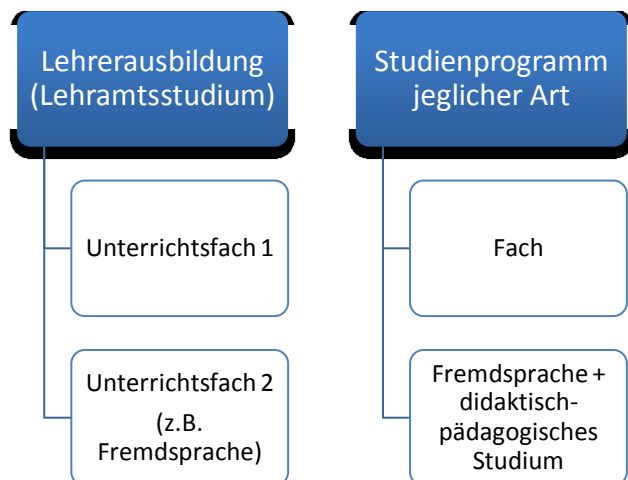 Lehrerausbildung
(Lehramtsstudium)
Unterrichtsfach 1
Unterrichtsfach 2
(z.B.
Fremdsprache)
Studienprogramm
jeglicher Art
Fach
Fremdsprache +
didaktisch-
pädagogisches
Studium